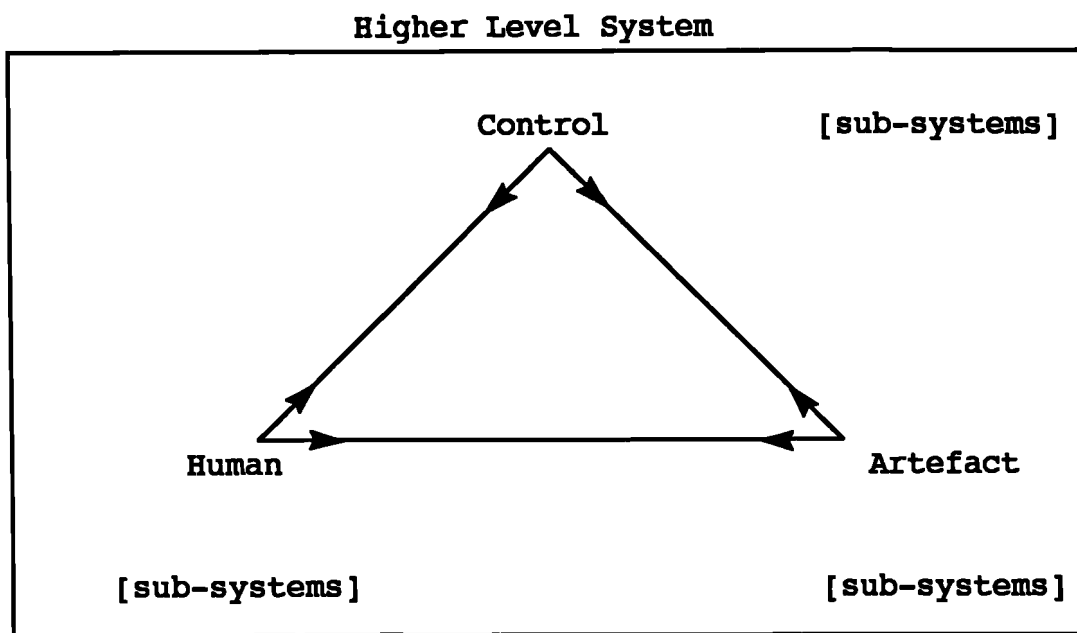 Higher Level System
Control
[sub-systems]
Human
Artefact
[sub-systems]
[sub-systems]